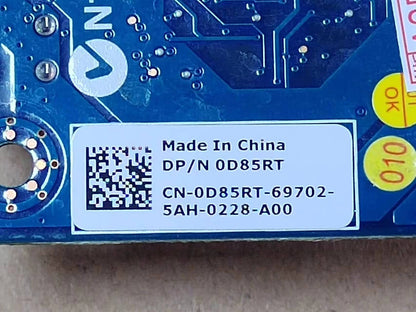 Made In China
DP/N 0D85RT
CN-0D85RT-69702-
5AH-0228-A00
OK
010